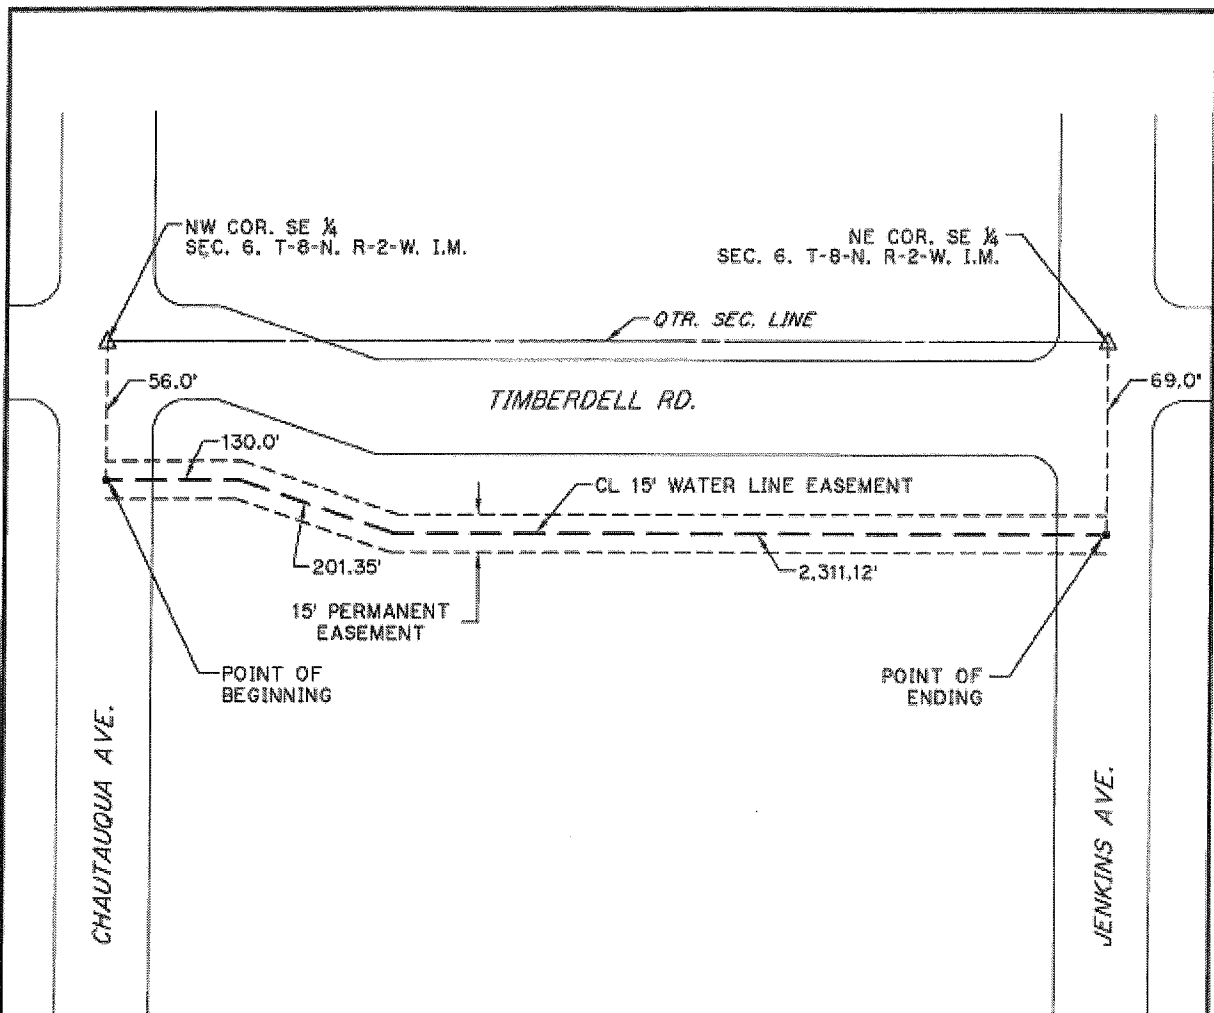 NW COR. SE ¼
SEC. 6. T-8-N. R-2-W. I.M.
NE COR. SE ¼
SEC. 6. T-8-N. R-2-W. I.M.
QTR. SEC. LINE
56.0'
TIMBERDELL RD.
69.0'
130.0'
CL 15' WATER LINE EASEMENT
201.35'
2,311.12'
15' PERMANENT
EASEMENT
POINT OF
BEGINNING
POINT OF
ENDING
CHAUTAUQUA AVE.
JENKINS AVE.